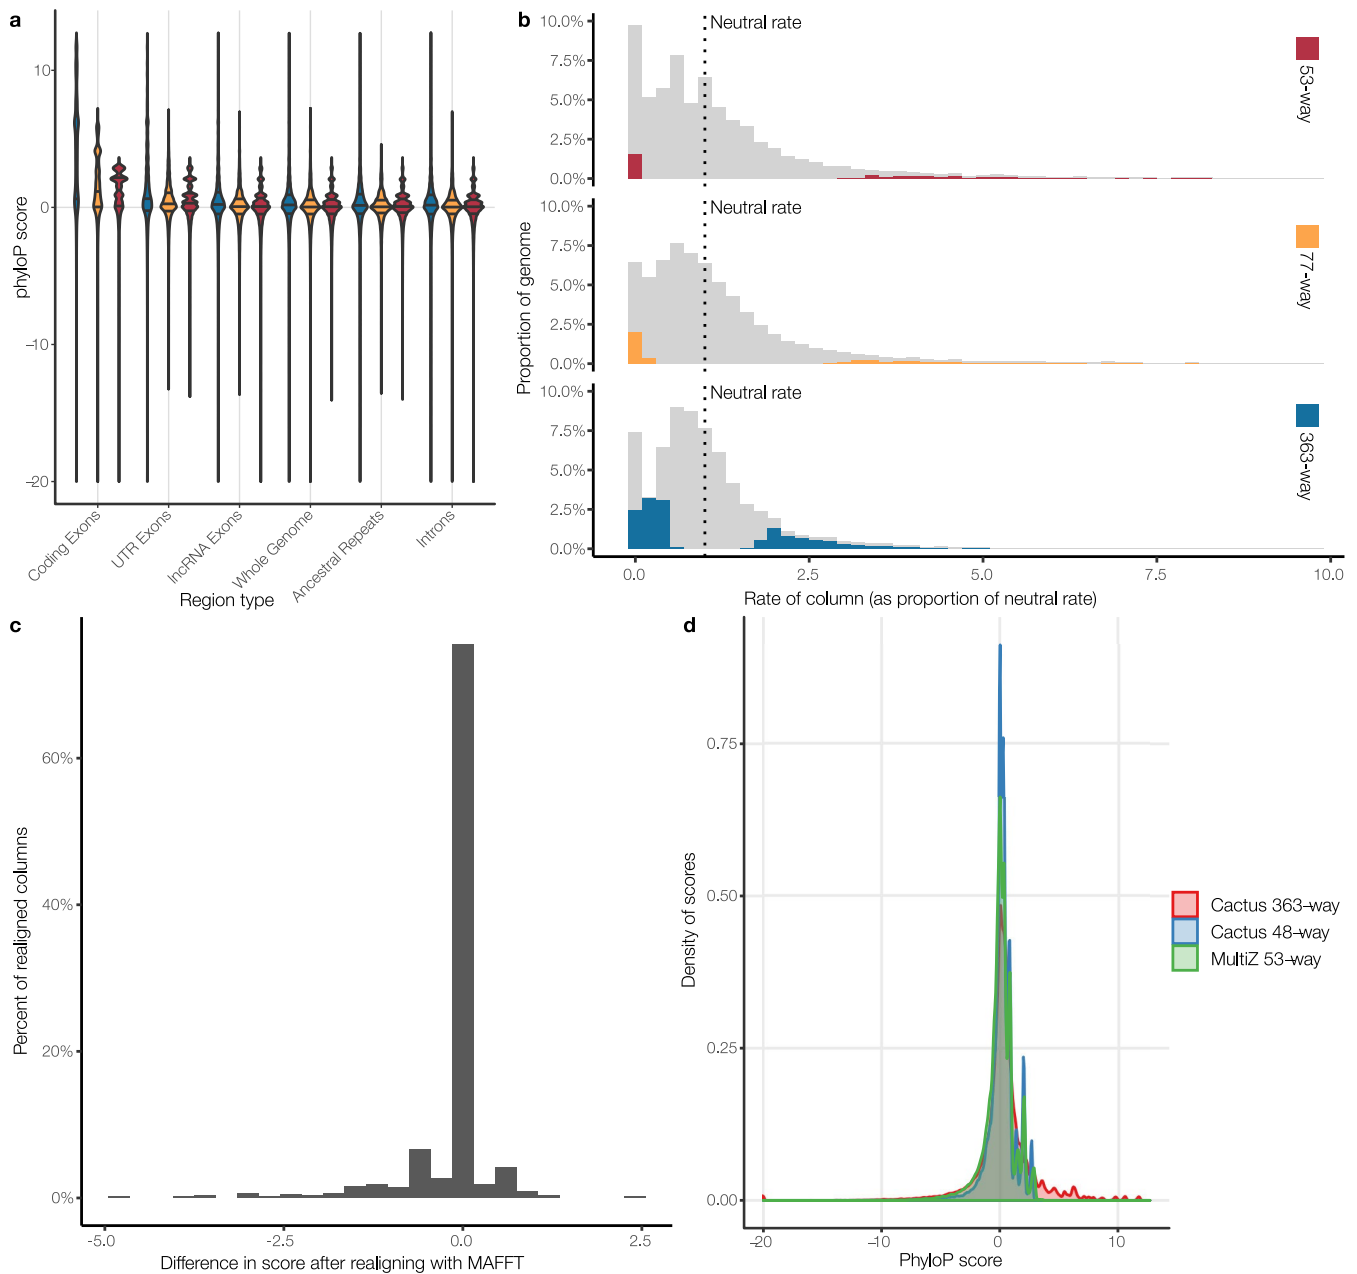 a
phyloP score
10
0
−10
−20
Coding Exons
UTR Exons
lncRNA Exons
Whole Genome
Ancestral Repeats
Introns
Region type
b
Proportion of genome
10.0%
7.5%
5.0%
2.5%
0.0%
Neutral rate
53-way
10.0%
7.5%
5.0%
2.5%
0.0%
Neutral rate
77-way
10.0%
7.5%
5.0%
2.5%
0.0%
Neutral rate
363-way
0.0
2.5
5.0
7.5
10.0
Rate of column (as proportion of neutral rate)
c
Percent of realigned columns
60%
40%
20%
0%
-5.0
-2.5
0.0
2.5
Difference in score after realigning with MAFFT
d
Density of scores
0.75
0.50
0.25
0.00
−20
−10
0
10
PhyloP score
Cactus 363−way
Cactus 48−way
MultiZ 53−way